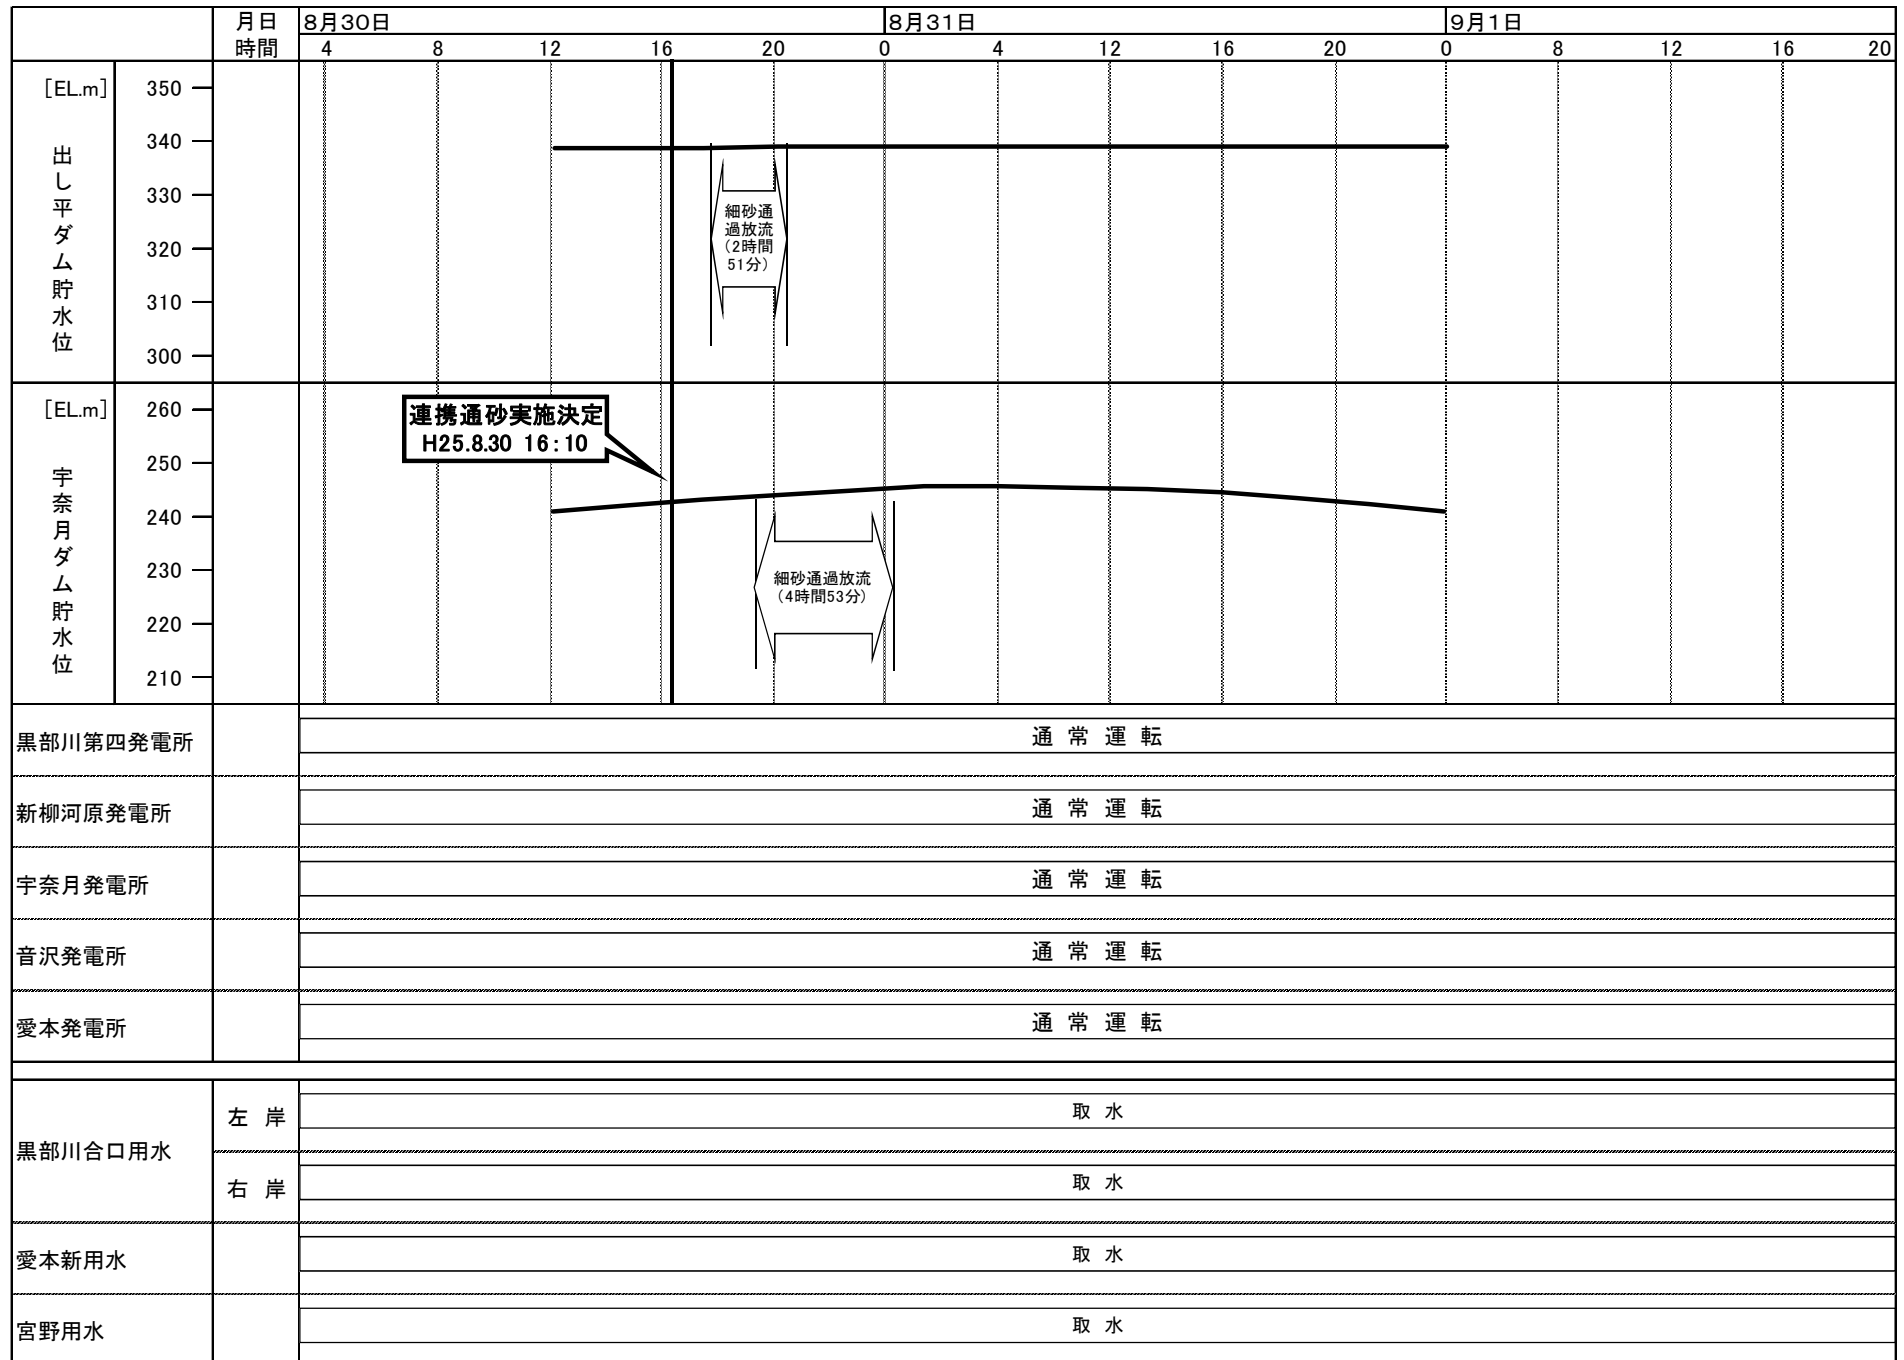 月日 8月30日 8月31日 9月1日
時間 4 8 12 16 20 0 4 12 16 20 0 8 12 16 20
[EL.m]
出し平ダム貯水位
350
340
330
320
310
300
細砂通
過放流
(2時間
51分)
[EL.m]
宇奈月ダム貯水位
260
250
240
230
220
210
連携通砂実施決定
H25.8.30 16:10
細砂通過放流
(4時間53分)
黒部川第四発電所 通常運転
新柳河原発電所 通常運転
宇奈月発電所 通常運転
音沢発電所 通常運転
愛本発電所 通常運転
黒部川合口用水
左岸 取水
右岸 取水
愛本新用水 取水
宮野用水 取水